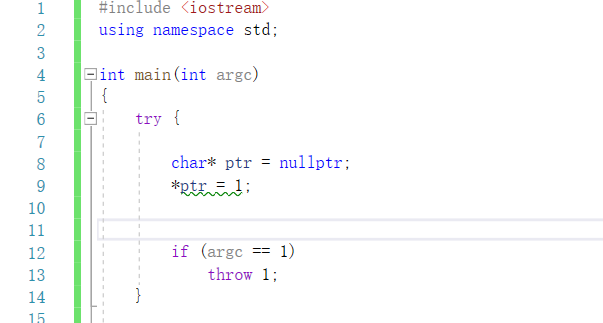 1 #include <iostream>
2 using namespace std;
3
4 int main(int argc)
5 {
6 try {
7
8 char* ptr = nullptr;
9 *ptr = 1;
10
11
12 if (argc == 1)
13 throw 1;
14 }
15